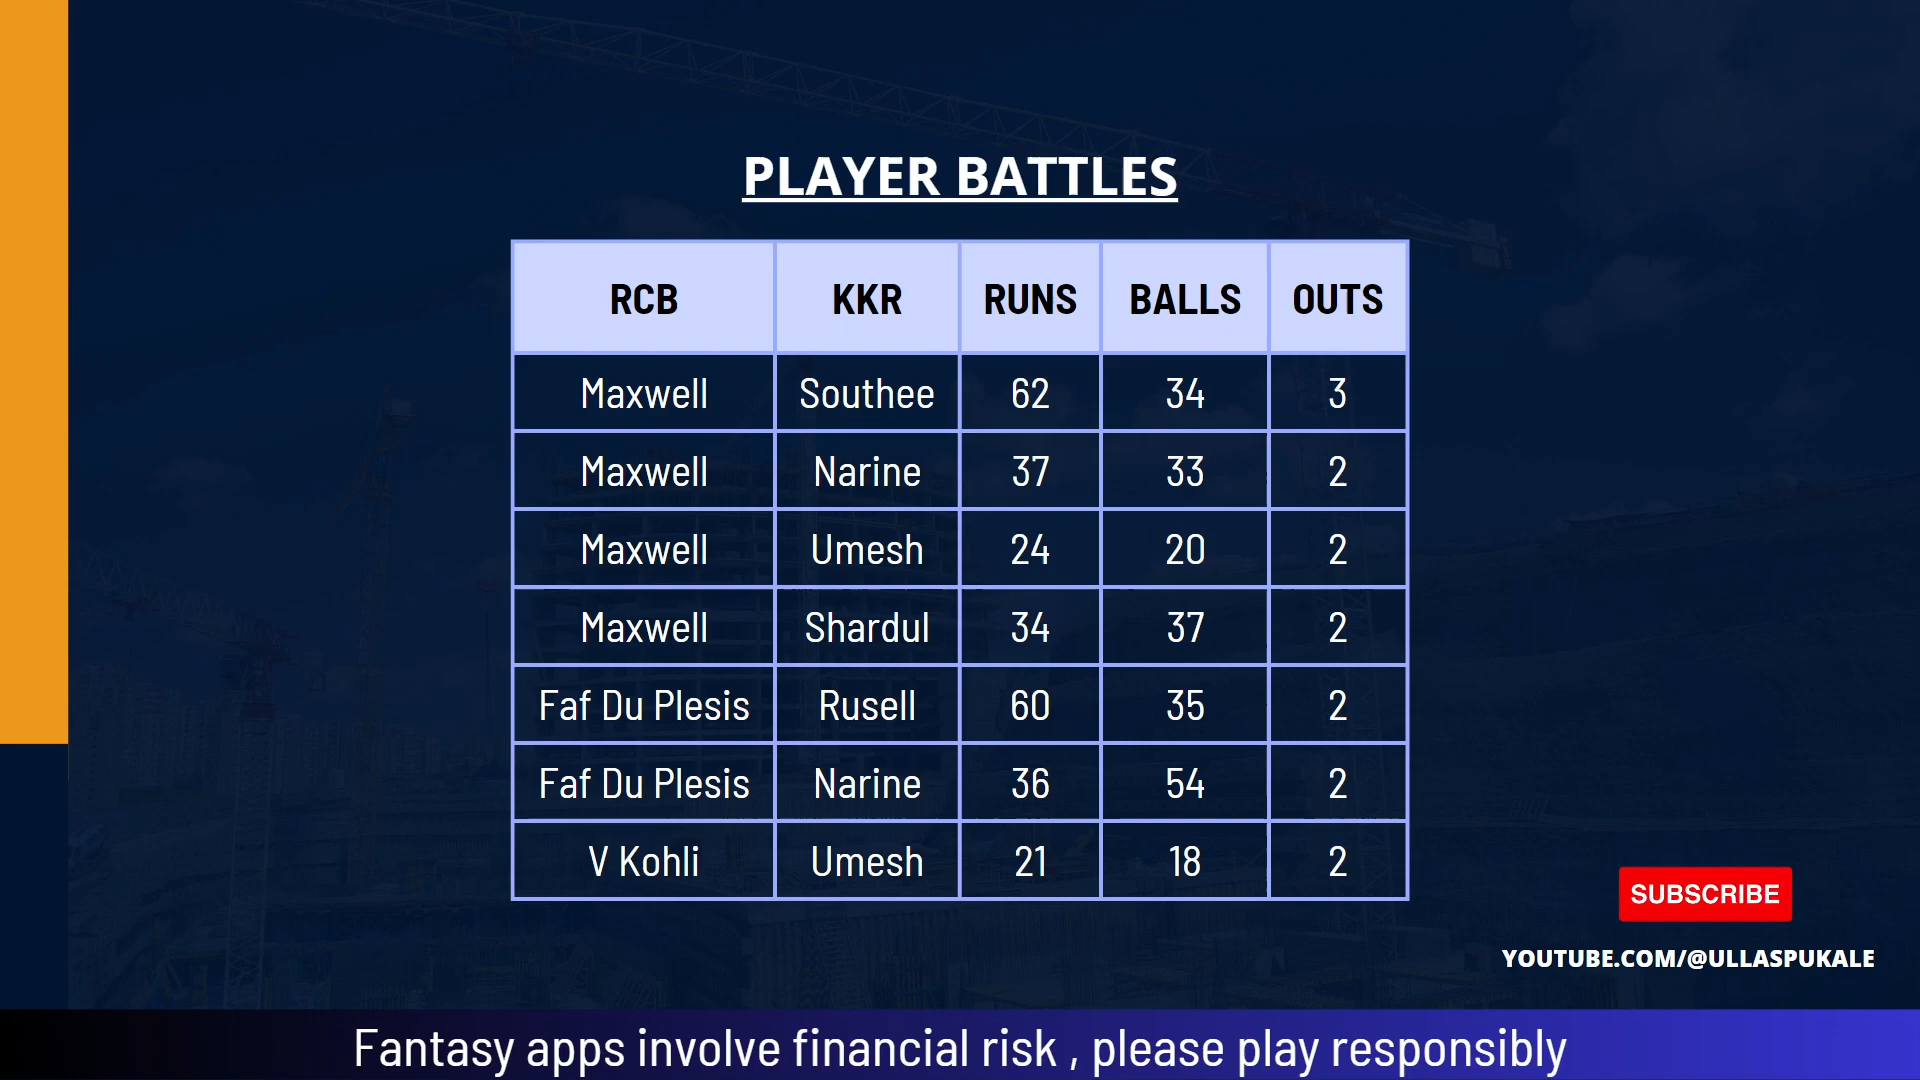 PLAYER BATTLES
RCB KKR RUNS BALLS OUTS
Maxwell Southee 62 34 3
Maxwell Narine 37 33 2
Maxwell Umesh 24 20 2
Maxwell Shardul 34 37 2
Faf Du Plesis Rusell 60 35 2
Faf Du Plesis Narine 36 54 2
V Kohli Umesh 21 18 2
SUBSCRIBE
YOUTUBE.COM/@ULLASPUKALE
Fantasy apps involve financial risk , please play responsibly